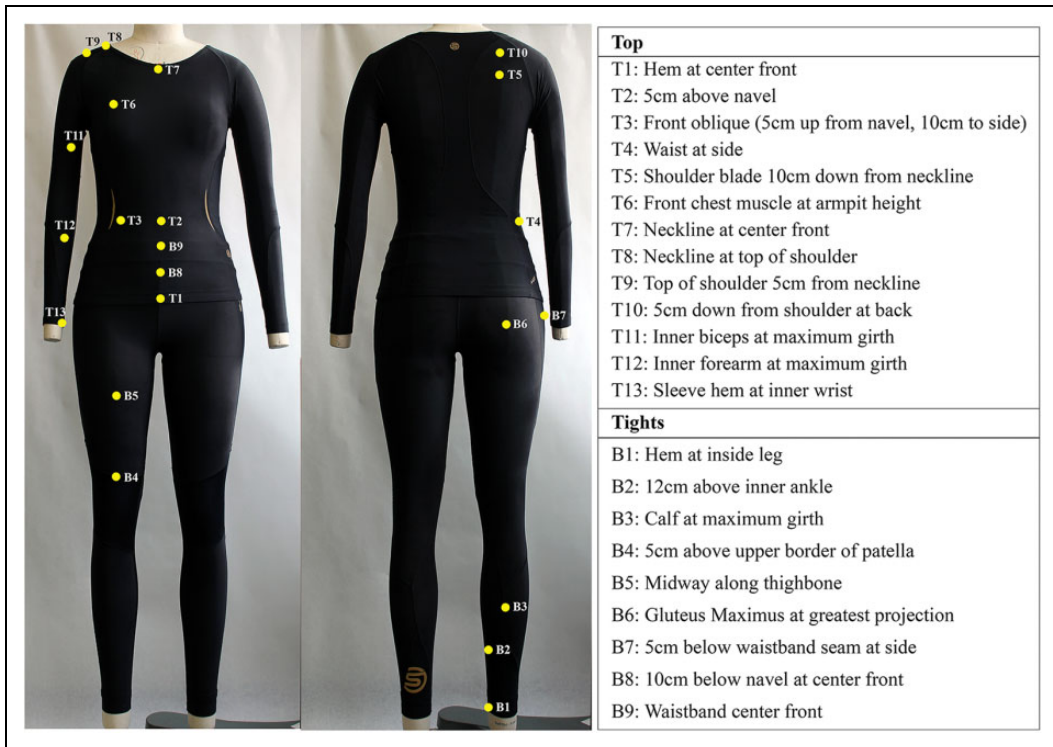 T9
T8
T7
T6
T11
T3
T2
T12
B9
B8
T1
T13
B5
B4
T10
T5
T4
B7
B6
B3
B2
S
B1
Top
T1: Hem at center front
T2: 5cm above navel
T3: Front oblique (5cm up from navel, 10cm to side)
T4: Waist at side
T5: Shoulder blade 10cm down from neckline
T6: Front chest muscle at armpit height
T7: Neckline at center front
T8: Neckline at top of shoulder
T9: Top of shoulder 5cm from neckline
T10: 5cm down from shoulder at back
T11: Inner biceps at maximum girth
T12: Inner forearm at maximum girth
T13: Sleeve hem at inner wrist
Tights
B1: Hem at inside leg
B2: 12cm above inner ankle
B3: Calf at maximum girth
B4: 5cm above upper border of patella
B5: Midway along thighbone
B6: Gluteus Maximus at greatest projection
B7: 5cm below waistband seam at side
B8: 10cm below navel at center front
B9: Waistband center front